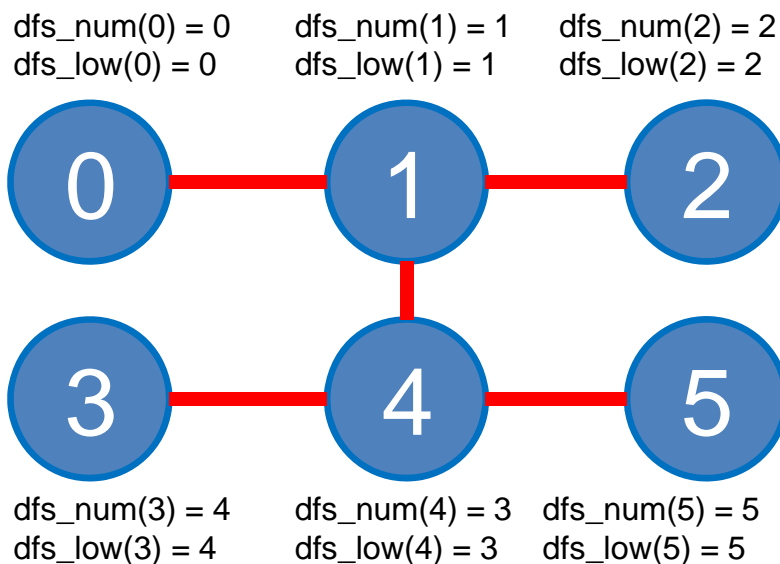 dfs_num(0) = 0 dfs_num(1) = 1 dfs_num(2) = 2
dfs_low(0) = 0 dfs_low(1) = 1 dfs_low(2) = 2
0 1 2
3 4 5
dfs_num(3) = 4 dfs_num(4) = 3 dfs_num(5) = 5
dfs_low(3) = 4 dfs_low(4) = 3 dfs_low(5) = 5